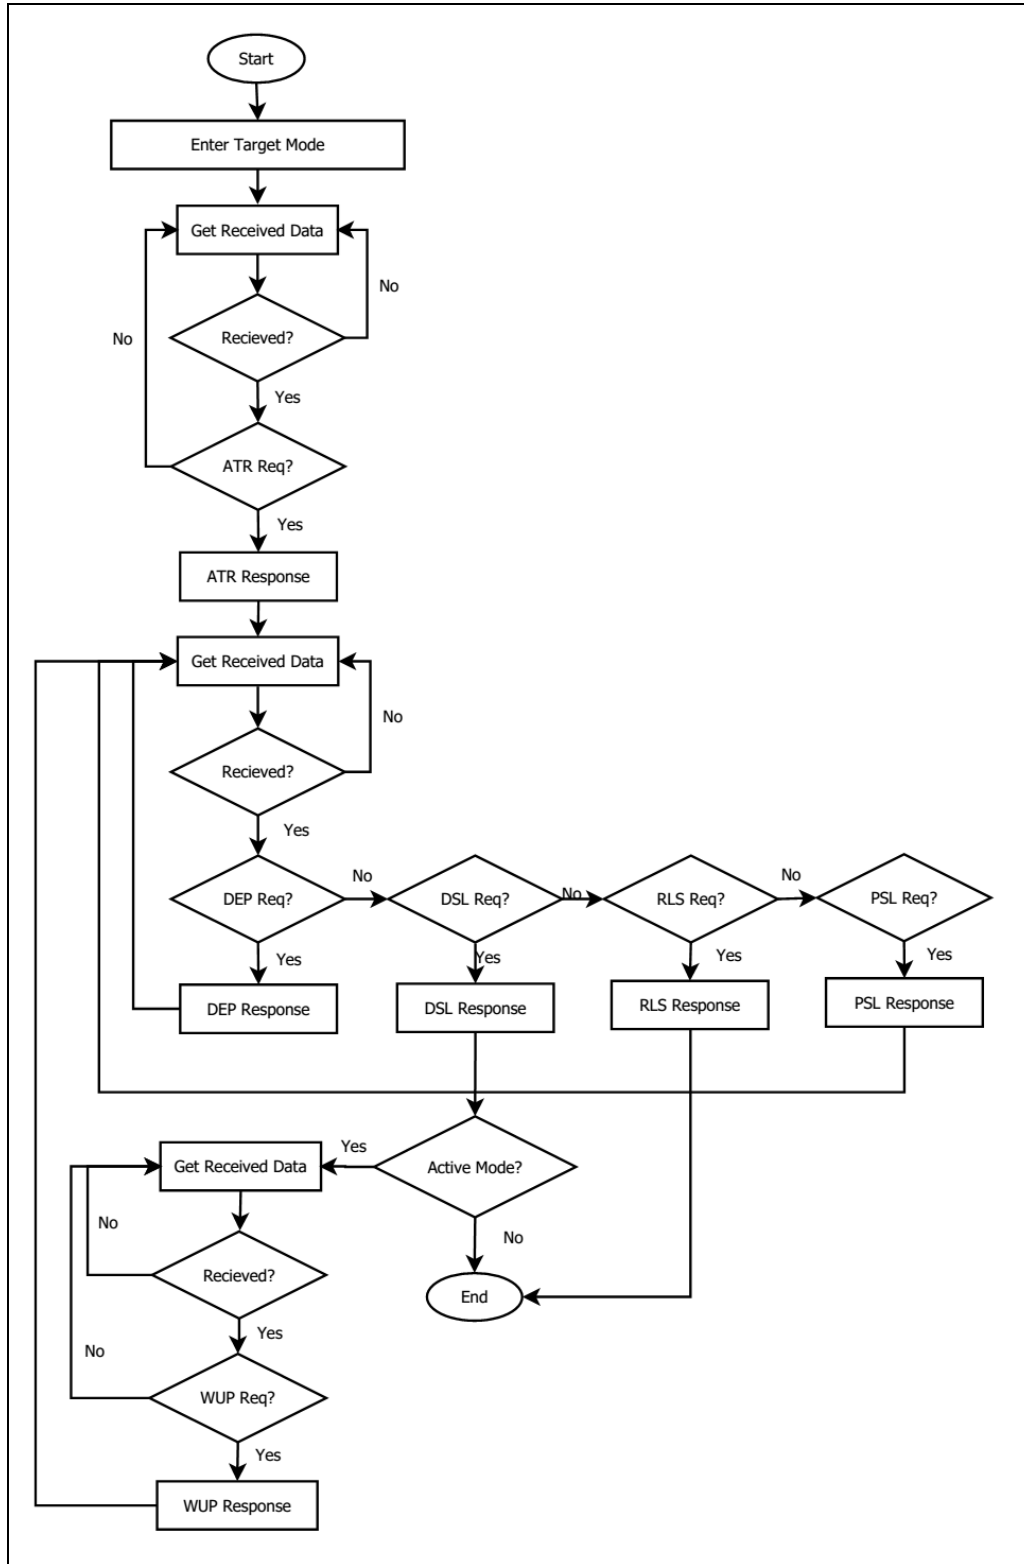 Start
Enter Target Mode
Get Received Data
No
No
Recieved?
Yes
ATR Req?
Yes
ATR Response
Get Received Data
No
Recieved?
Yes
DEP Req?
No
DSL Req?
No
RLS Req?
No
PSL Req?
Yes
Yes
Yes
Yes
DEP Response
DSL Response
RLS Response
PSL Response
Active Mode?
Yes
Get Received Data
No
No
Recieved?
End
Yes
No
WUP Req?
Yes
WUP Response